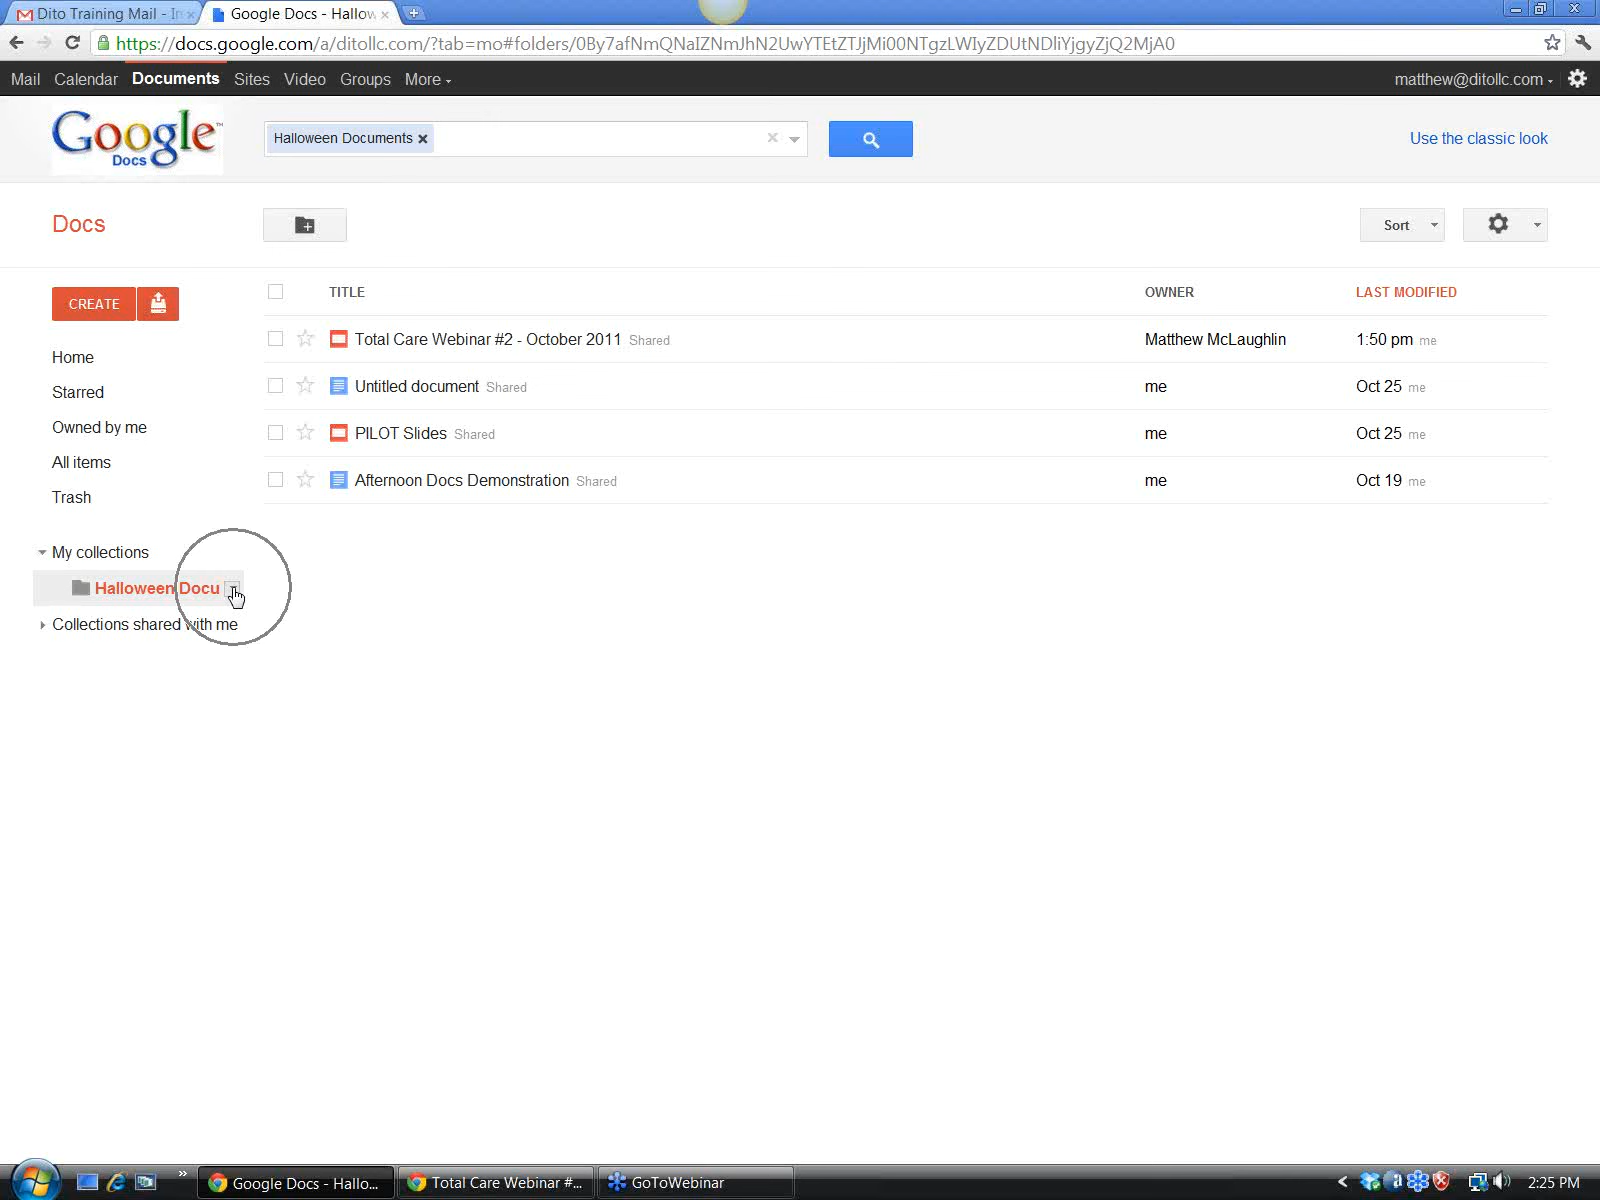 Dito Training Mail - In
Google Docs - Hallow
https://docs.google.com/a/ditollc.com/?tab=mo#folders/0By7afNmQNaIZNmJhN2UwYTEtZTJjMi00NTgzLWIyZDUtNDliYjgyZjQ2MjA0
Mail Calendar Documents Sites Video Groups More
matthew@ditollc.com
Google™
Docs
Halloween Documents
Use the classic look
Docs
Sort
CREATE
TITLE OWNER LAST MODIFIED
Total Care Webinar #2 - October 2011 Shared Matthew McLaughlin 1:50 pm me
Untitled document Shared me Oct 25 me
PILOT Slides Shared me Oct 25 me
Afternoon Docs Demonstration Shared me Oct 19 me
Home
Starred
Owned by me
All items
Trash
My collections
Halloween Docu
Collections shared with me
Google Docs - Hallo...
Total Care Webinar #...
GoToWebinar
2:25 PM